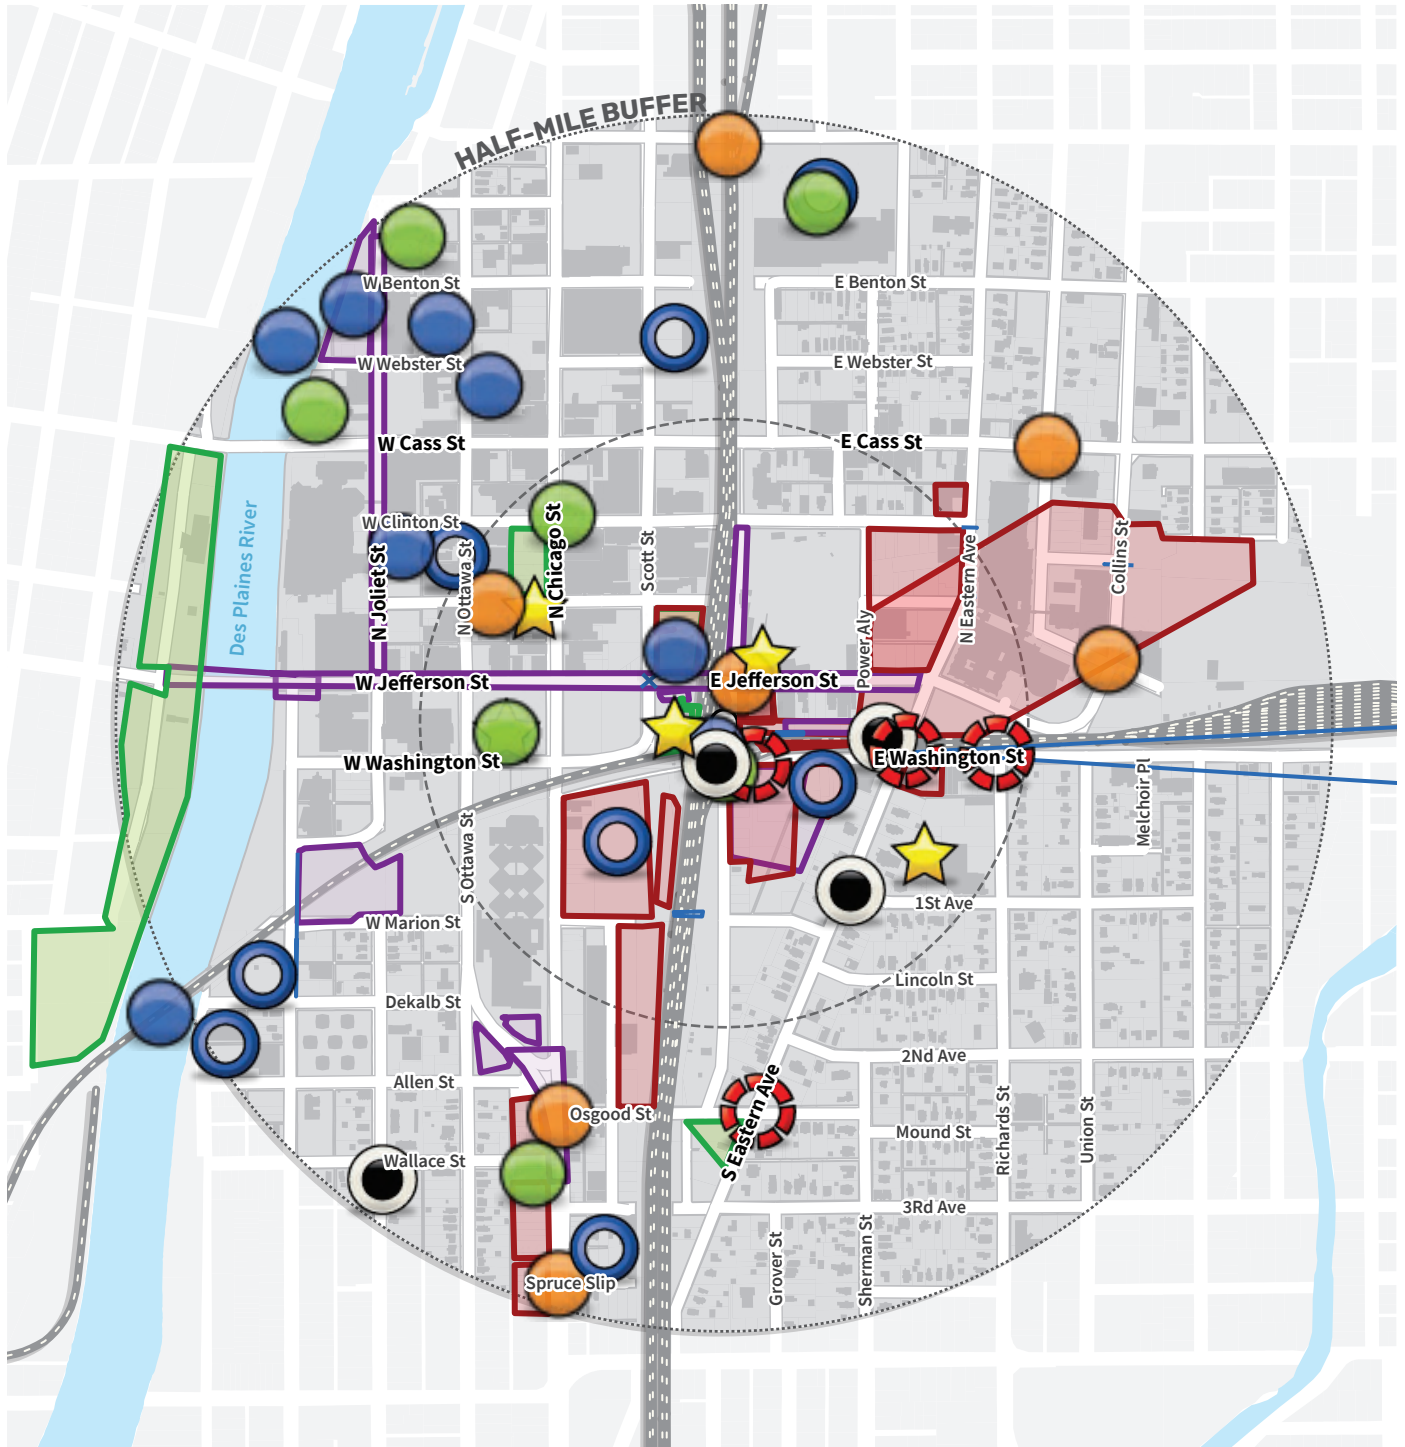 HALF-MILE BUFFER
W Benton St
E Benton St
W Webster St
E Webster St
W Cass St
E Cass St
W Clinton St
N Joliet St
N Ottawa St
N Chicago St
Scott St
Power Aly
N Eastern Ave
Collins St
Des Plaines River
W Jefferson St
E Jefferson St
W Washington St
E Washington St
Melchoir Pl
S Ottawa St
W Marion St
1St Ave
Lincoln St
Dekalb St
2Nd Ave
Allen St
Osgood St
S Eastern Ave
Mound St
Richards St
Union St
Wallace St
3Rd Ave
Grover St
Sherman St
Spruce Slip